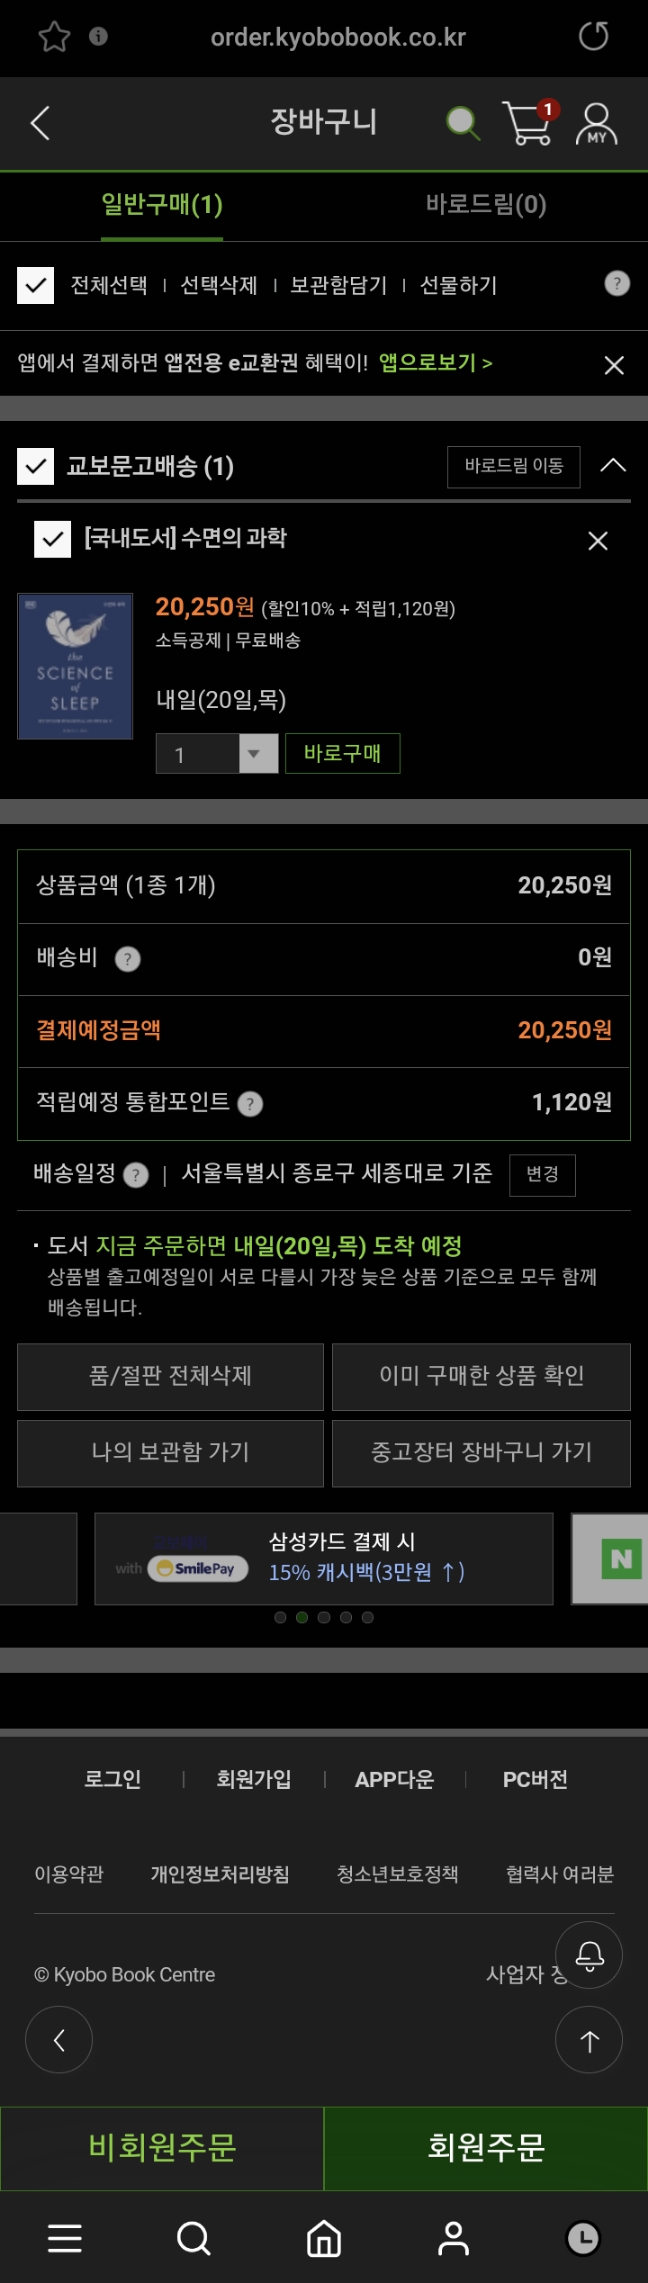 order.kyobobook.co.kr
장바구니
1
MY
일반구매(1) 바로드림(0)
전체선택 | 선택삭제 | 보관함담기 | 선물하기 ?
앱에서 결제하면 앱전용 e교환권 혜택이! 앱으로보기 >
교보문고배송 (1) 바로드림 이동
[국내도서] 수면의 과학
20,250원 (할인10% + 적립1,120원)
소득공제 | 무료배송
the
SCIENCE
of
SLEEP
내일(20일,목)
1 바로구매
상품금액 (1종 1개) 20,250원
배송비 ? 0원
결제예정금액 20,250원
적립예정 통합포인트 ? 1,120원
배송일정 ? | 서울특별시 종로구 세종대로 기준 변경
· 도서 지금 주문하면 내일(20일,목) 도착 예정
상품별 출고예정일이 서로 다를시 가장 늦은 상품 기준으로 모두 함께
배송됩니다.
품/절판 전체삭제 이미 구매한 상품 확인
나의 보관함 가기 중고장터 장바구니 가기
삼성카드 결제 시
with SmilePay 15% 캐시백(3만원 ↑)
N
로그인 | 회원가입 | APP다운 | PC버전
이용약관 개인정보처리방침 청소년보호정책 협력사 여러분
© Kyobo Book Centre 사업자
비회원주문 회원주문